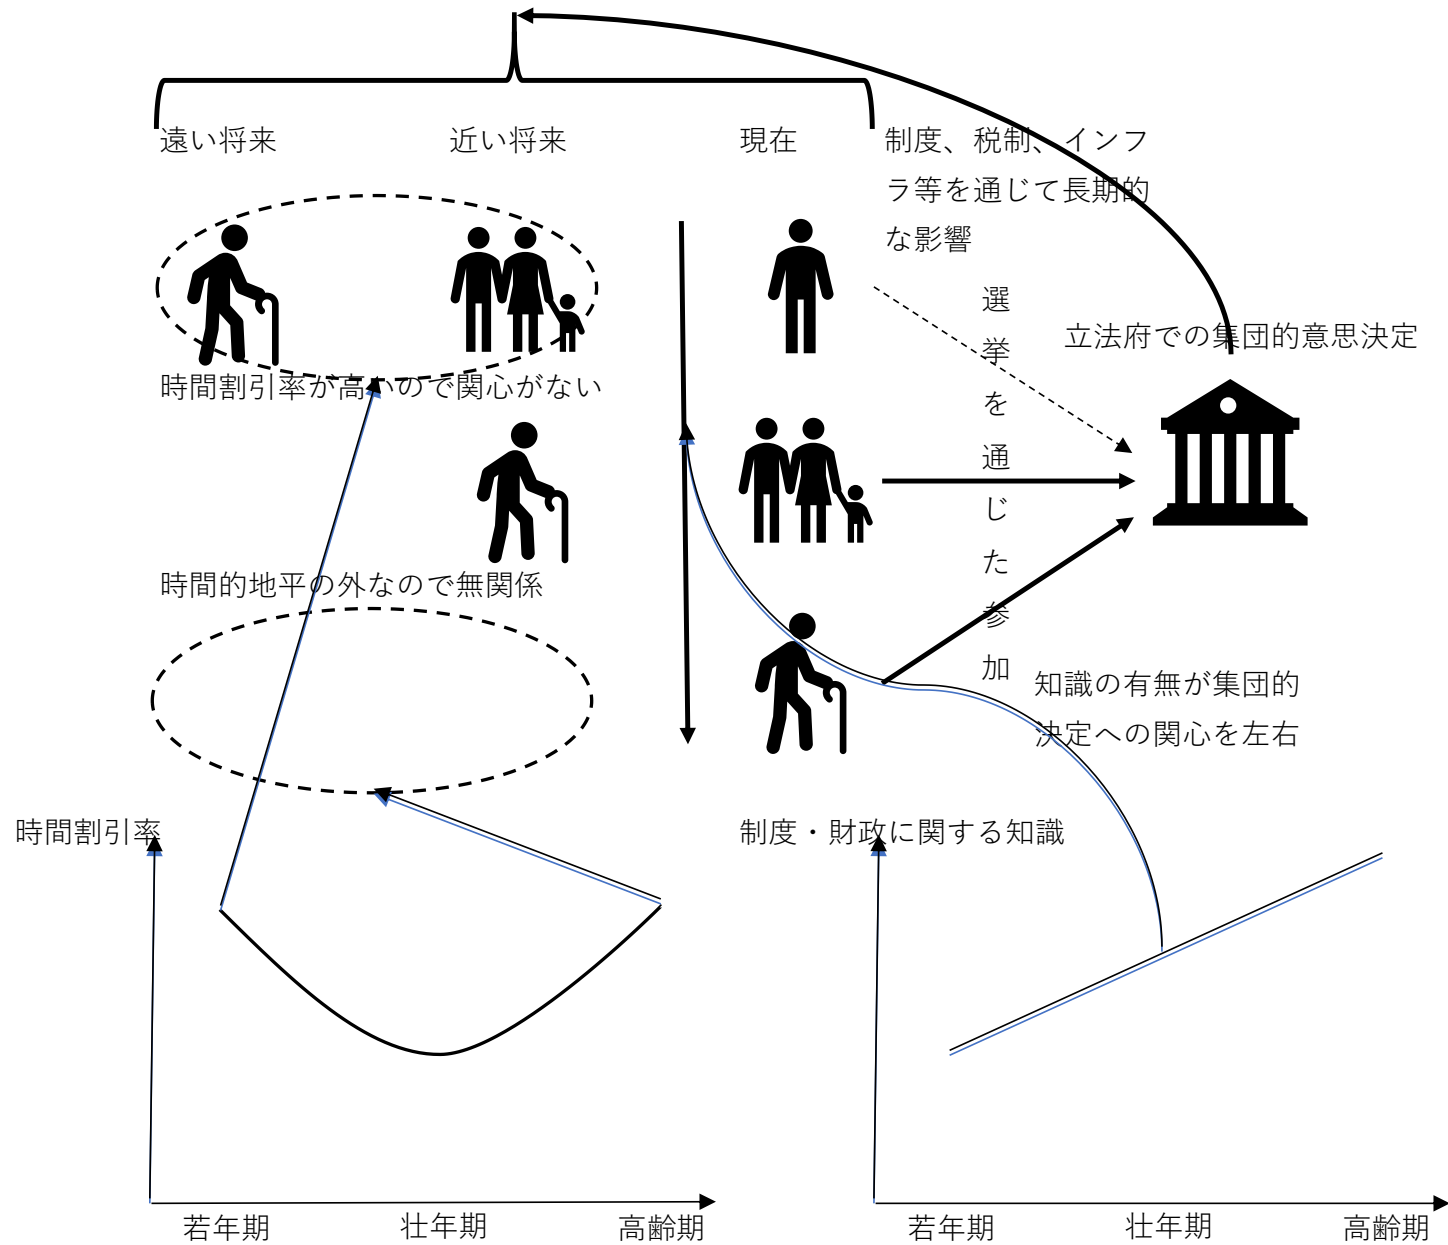 遠い将来
近い将来
現在
制度、税制、インフ
ラ等を通じて長期的
な影響
選挙を通じた参加
立法府での集団的意思決定
時間割引率が高いので関心がない
時間的地平の外なので無関係
知識の有無が集団的
決定への関心を左右
時間割引率
制度・財政に関する知識
若年期
壮年期
高齢期
若年期
壮年期
高齢期